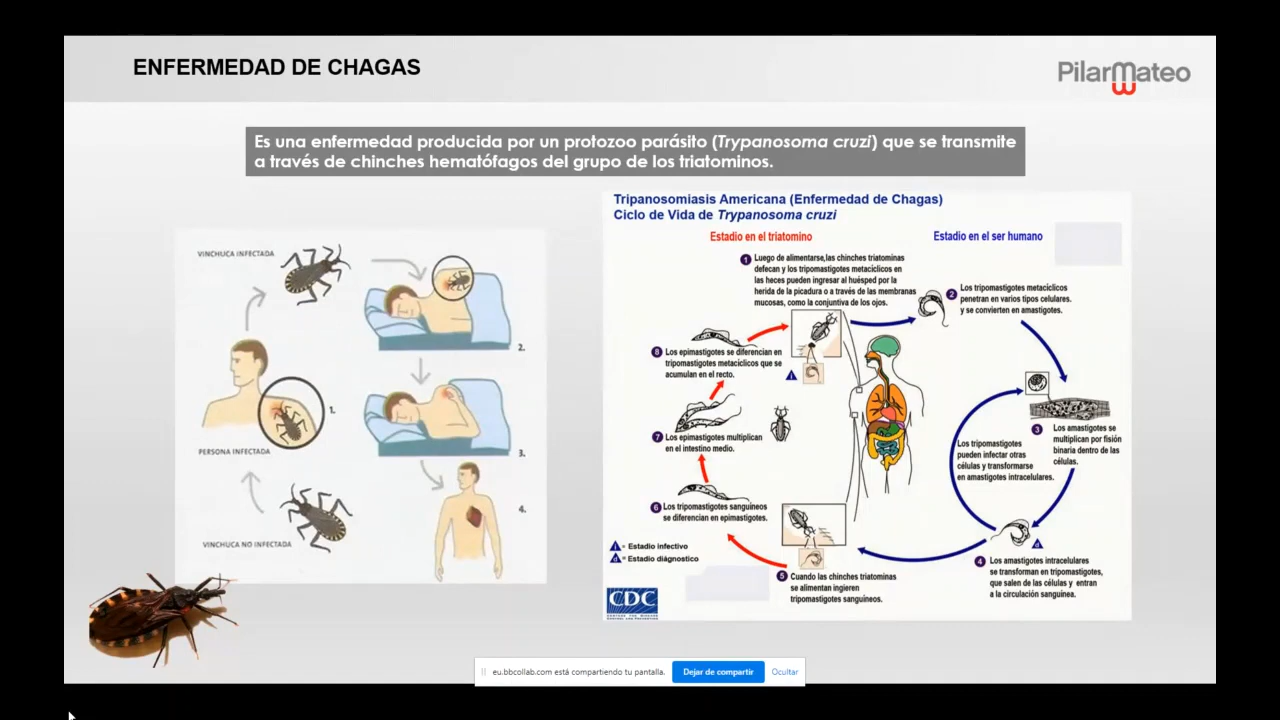 ENFERMEDAD DE CHAGAS
PilarMateo
Es una enfermedad producida por un protozoo parásito (Trypanosoma cruzi) que se transmite
a través de chinches hematófagos del grupo de los triatominos.
VINCHUCA INFECTADA
2.
1.
PERSONA INFECTADA
3.
4.
VINCHUCA NO INFECTADA
Tripanosomiasis Americana (Enfermedad de Chagas)
Ciclo de Vida de Trypanosoma cruzi
Estadio en el triatomino
Estadio en el ser humano
1 Luego de alimentarse,las chinches triatominas
defecan y los tripomastigotes metacíclicos en
las heces pueden ingresar al huésped por la
herida de la picadura o a través de las membranas
mucosas, como la conjuntiva de los ojos.
2 Los tripomastigotes metacíclicos
penetran en varios tipos celulares.
y se convierten en amastigotes.
8 Los epimastigotes se diferencian en
tripomastigotes metacíclicos que se
acumulan en el recto.
i
3 Los amastigotes se
multiplican por fisión
binaria dentro de las
células.
7 Los epimastigotes multiplican
en el intestino medio.
Los tripomastigotes
pueden infectar otras
células y transformarse
en amastigotes intracelulares.
6 Los tripomastigotes sanguíneos
se diferencian en epimastigotes.
d
i = Estadio infectivo
d = Estadio diágnostico
4 Los amastigotes intracelulares
se transforman en tripomastigotes,
que salen de las células y entran
a la circulación sanguínea.
5 Cuando las chinches triatominas
se alimentan ingieren
tripomastigotes sanguíneos.
CDC
eu.bbcollab.com está compartiendo tu pantalla.
Dejar de compartir
Ocultar